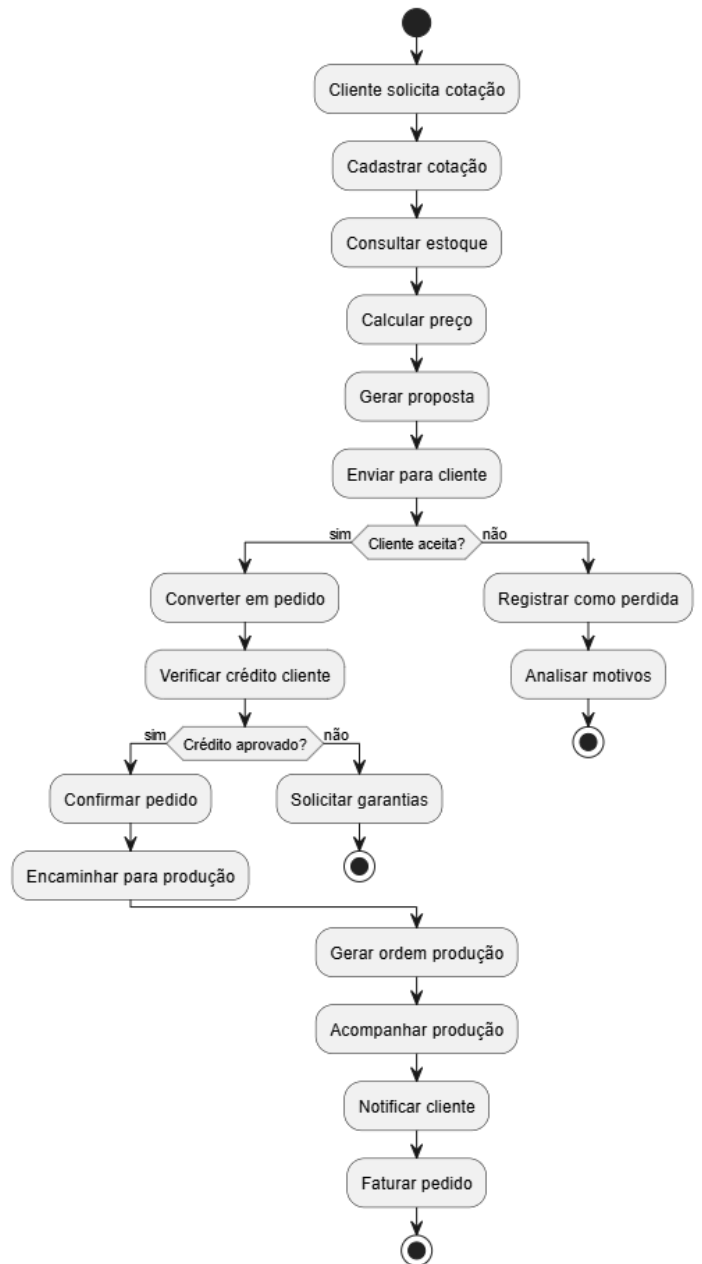 Cliente solicita cotação
Cadastrar cotação
Consultar estoque
Calcular preço
Gerar proposta
Enviar para cliente
sim
Cliente aceita?
não
Converter em pedido
Registrar como perdida
Verificar crédito cliente
Analisar motivos
sim
Crédito aprovado?
não
Confirmar pedido
Solicitar garantias
Encaminhar para produção
Gerar ordem produção
Acompanhar produção
Notificar cliente
Faturar pedido